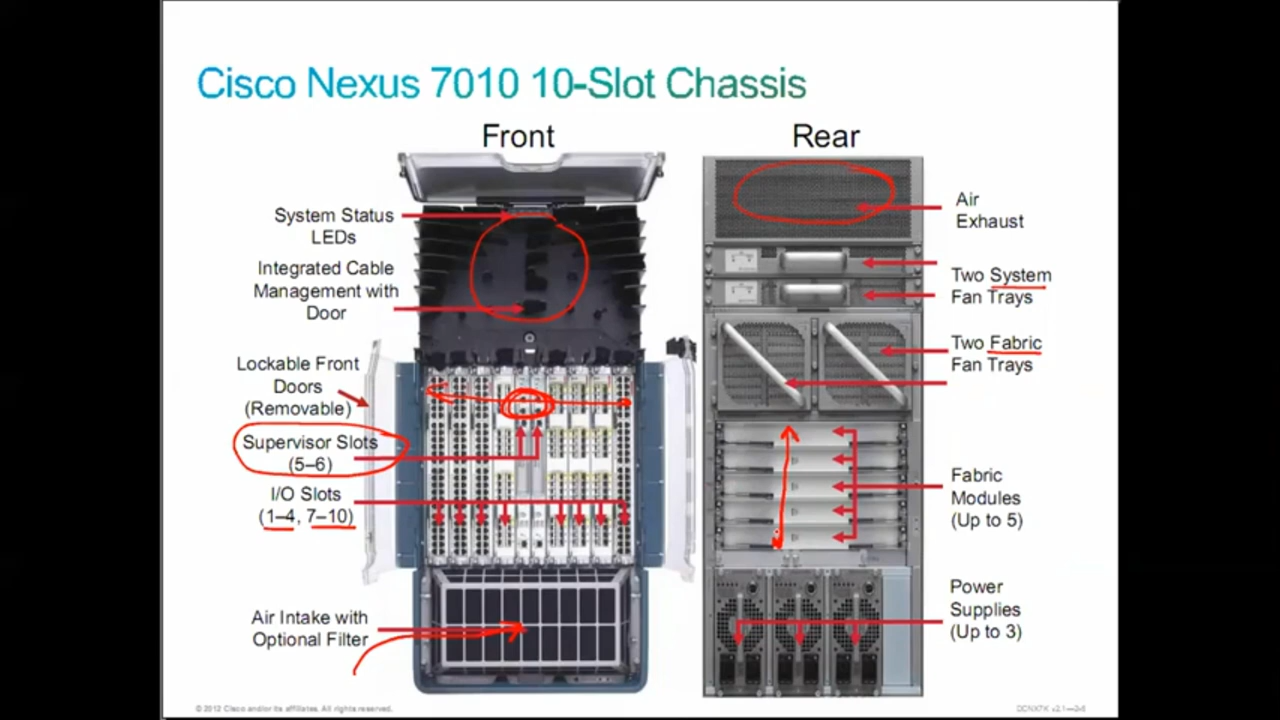 Cisco Nexus 7010 10-Slot Chassis
Front
Rear
System Status
LEDs
Integrated Cable
Management with
Door
Lockable Front
Doors
(Removable)
Supervisor Slots
(5–6)
I/O Slots
(1–4, 7–10)
Air Intake with
Optional Filter
Air
Exhaust
Two System
Fan Trays
Two Fabric
Fan Trays
Fabric
Modules
(Up to 5)
Power
Supplies
(Up to 3)
© 2012 Cisco and/or its affiliates. All rights reserved.